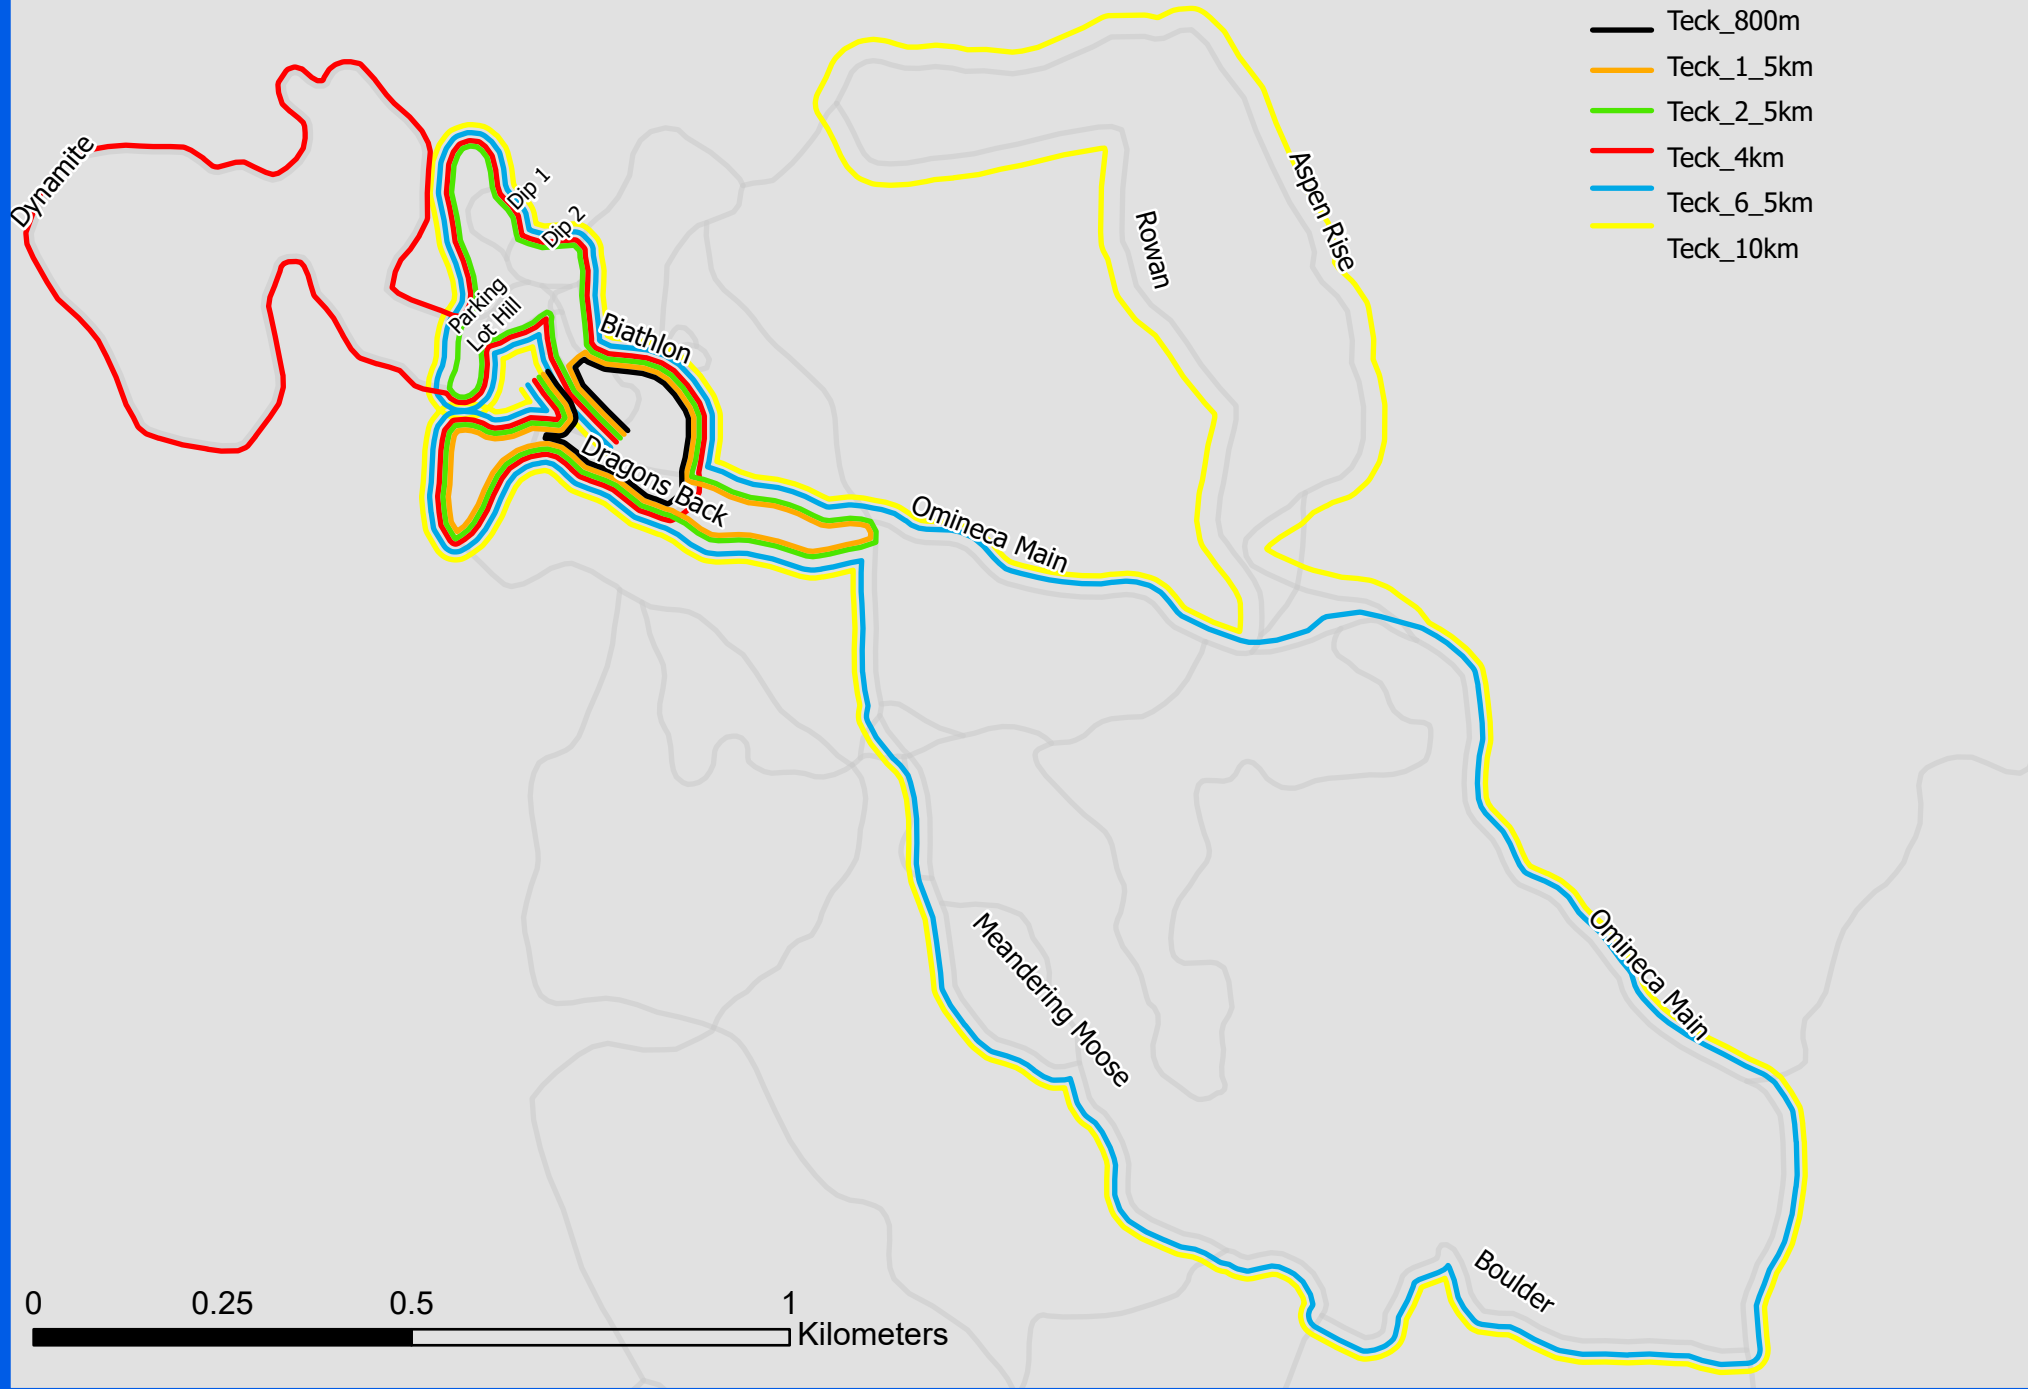 Teck_800m
Teck_1_5km
Teck_2_5km
Teck_4km
Teck_6_5km
Teck_10km
Dynamite
Dip 1
Dip 2
Parking
Lot Hill
Biathlon
Dragons Back
Omineca Main
Rowan
Aspen Rise
Meandering Moose
Omineca Main
Boulder
0 0.25 0.5 1
Kilometers